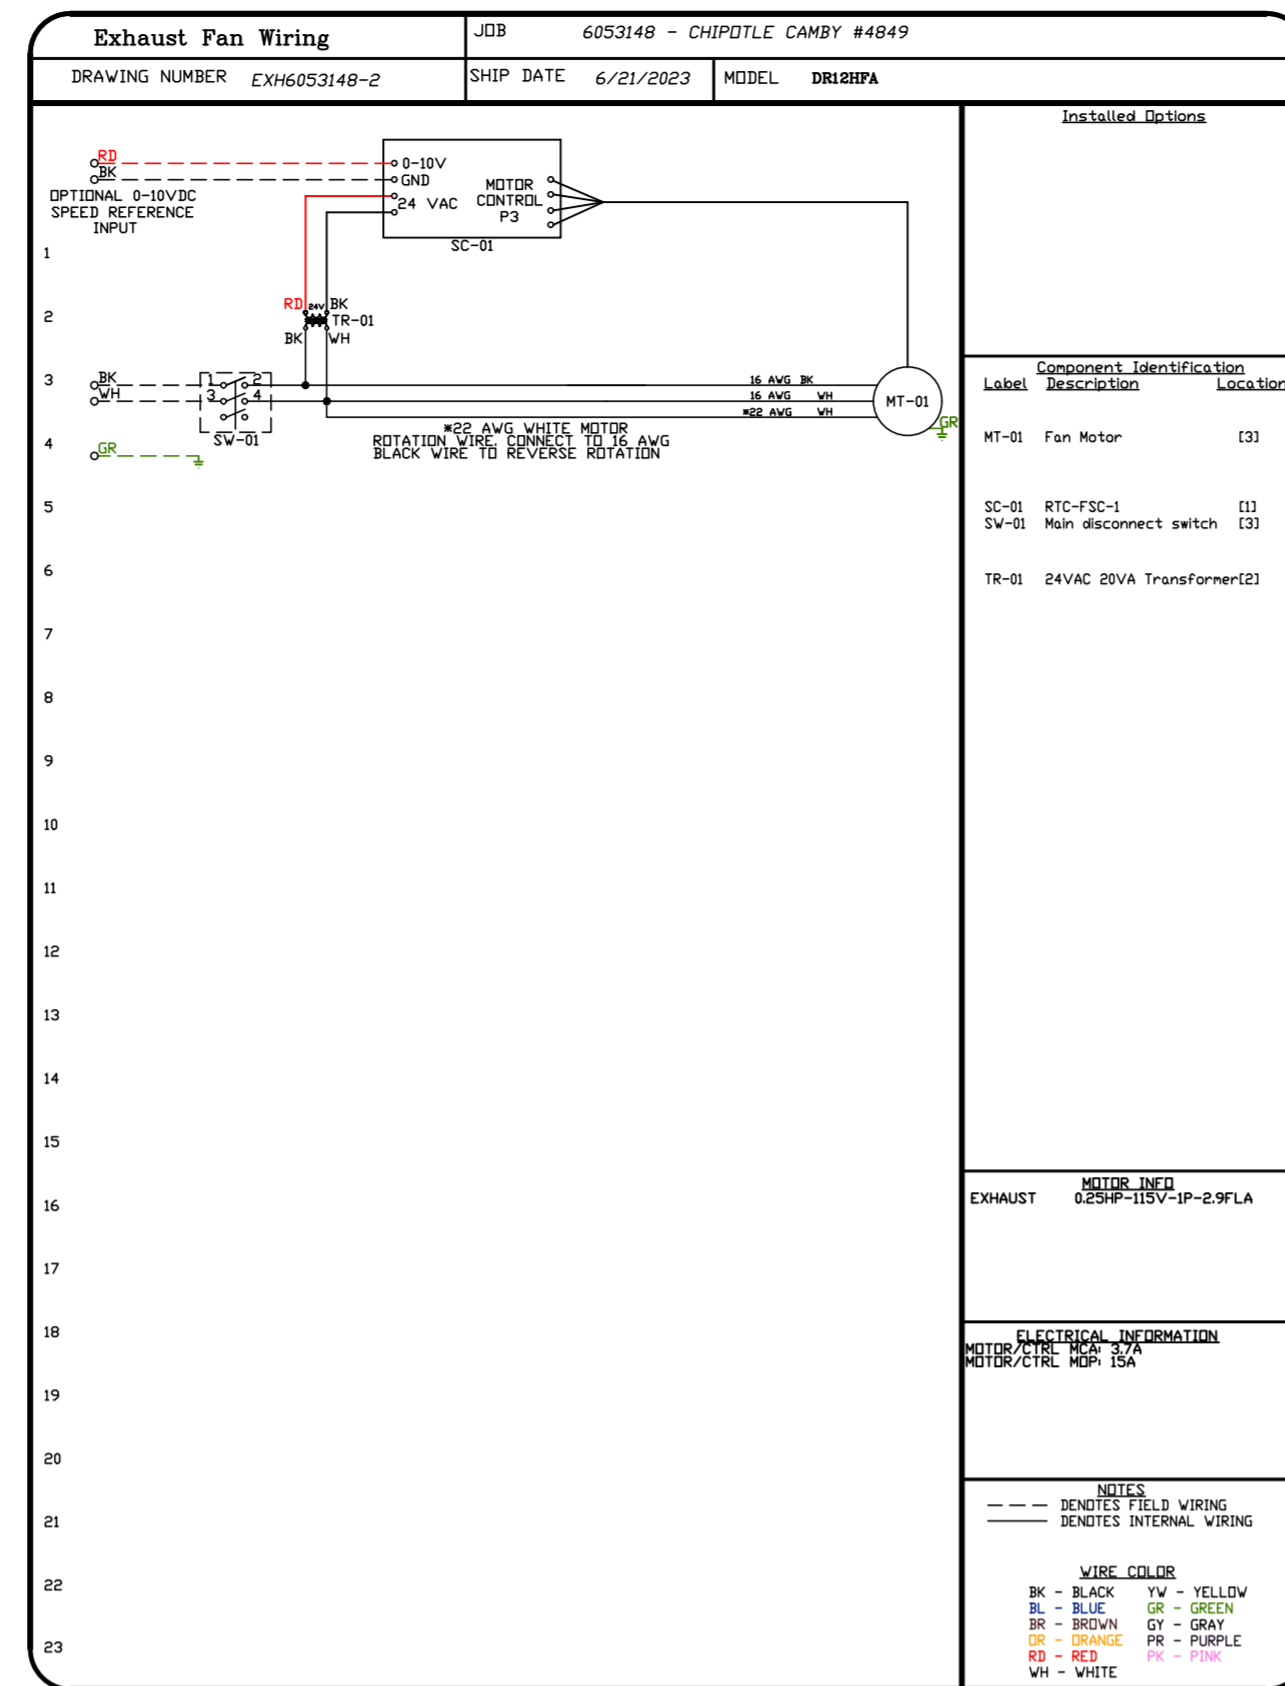 Exhaust Fan Wiring
JOB 6053148 - CHIPOTLE CAMBY #4849
DRAWING NUMBER EXH6053148-2
SHIP DATE 6/21/2023
MODEL DR12HFA
RD
BK
OPTIONAL 0-10VDC
SPEED REFERENCE
INPUT
0-10V
GND
24 VAC
MOTOR
CONTROL
P3
SC-01
RD 24V BK
TR-01
BK WH
BK
WH
1 2
3 4
SW-01
GR
16 AWG BK
16 AWG WH
*22 AWG WH
MT-01
GR
*22 AWG WHITE MOTOR
ROTATION WIRE. CONNECT TO 16 AWG
BLACK WIRE TO REVERSE ROTATION
1
2
3
4
5
6
7
8
9
10
11
12
13
14
15
16
17
18
19
20
21
22
23
Installed Options
Component Identification
Label Description Location
MT-01 Fan Motor [3]
SC-01 RTC-FSC-1 [1]
SW-01 Main disconnect switch [3]
TR-01 24VAC 20VA Transformer[2]
MOTOR INFO
EXHAUST 0.25HP-115V-1P-2.9FLA
ELECTRICAL INFORMATION
MOTOR/CTRL MCA: 3.7A
MOTOR/CTRL MOP: 15A
NOTES
DENOTES FIELD WIRING
DENOTES INTERNAL WIRING
WIRE COLOR
BK - BLACK YW - YELLOW
BL - BLUE GR - GREEN
BR - BROWN GY - GRAY
OR - ORANGE PR - PURPLE
RD - RED PK - PINK
WH - WHITE